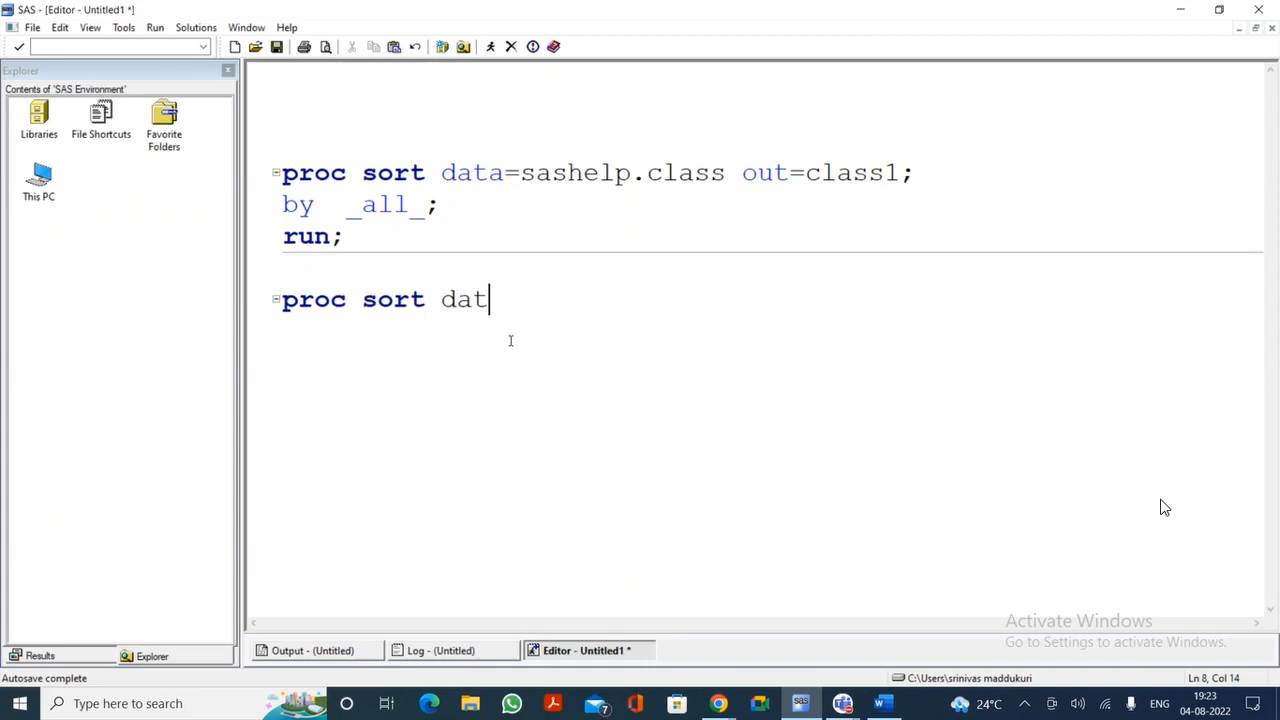 SAS - [Editor - Untitled1 *]
File Edit View Tools Run Solutions Window Help
Explorer
Contents of 'SAS Environment'
Libraries
File Shortcuts
Favorite Folders
This PC
proc sort data=sashelp.class out=class1;
by _all_;
run;
proc sort dat
Activate Windows
Go to Settings to activate Windows.
Results
Explorer
Output - (Untitled)
Log - (Untitled)
Editor - Untitled1 *
Autosave complete
C:\Users\srinivas maddukuri
Ln 8, Col 14
Type here to search
7
24°C
ENG
19:23
04-08-2022